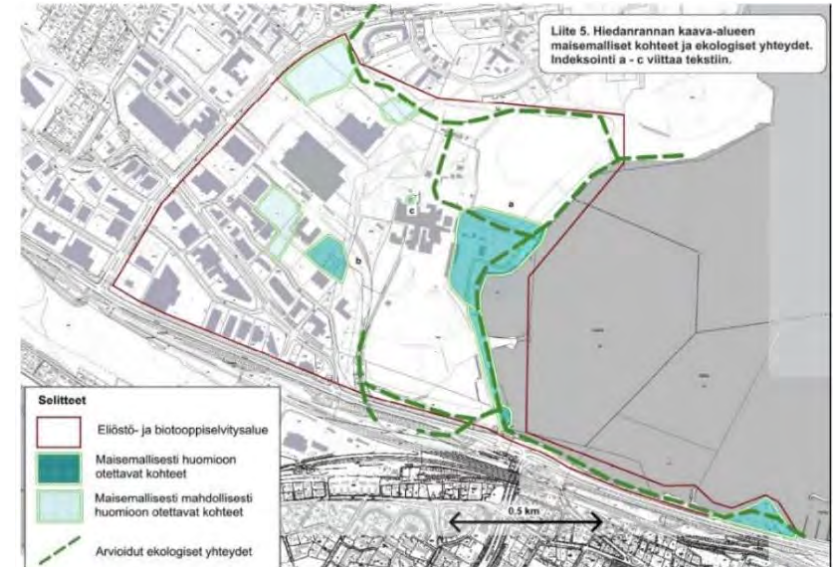 Liite 5. Hiedanrannan kaava-alueen
maisemalliset kohteet ja ekologiset yhteydet.
Indeksointi a - c viittaa tekstiin.
a
c
b
Selitteet
Eliöstö- ja biotooppiselvitysalue
Maisemallisesti huomioon
otettavat kohteet
Maisemallisesti mahdollisesti
huomioon otettavat kohteet
Arvioidut ekologiset yhteydet
0.5 km